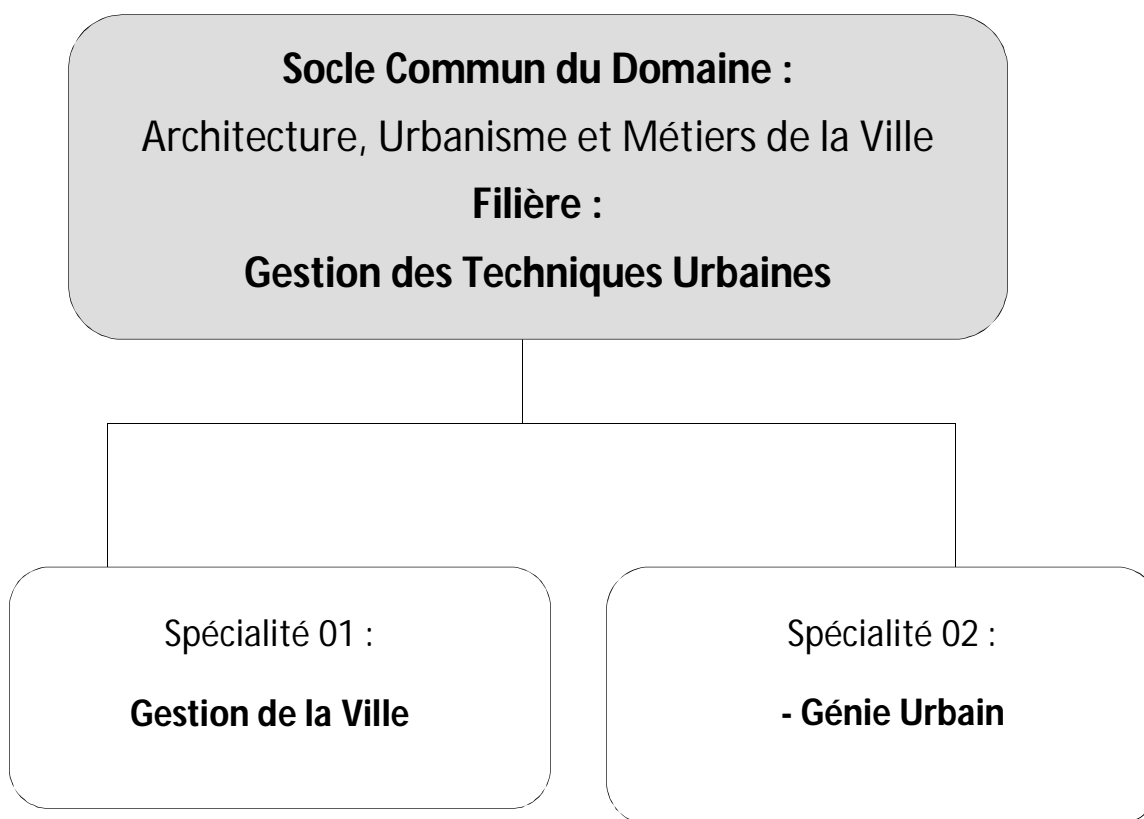 Socle Commun du Domaine :
Architecture, Urbanisme et Métiers de la Ville
Filière :
Gestion des Techniques Urbaines
Spécialité 01 :
Gestion de la Ville
Spécialité 02 :
- Génie Urbain